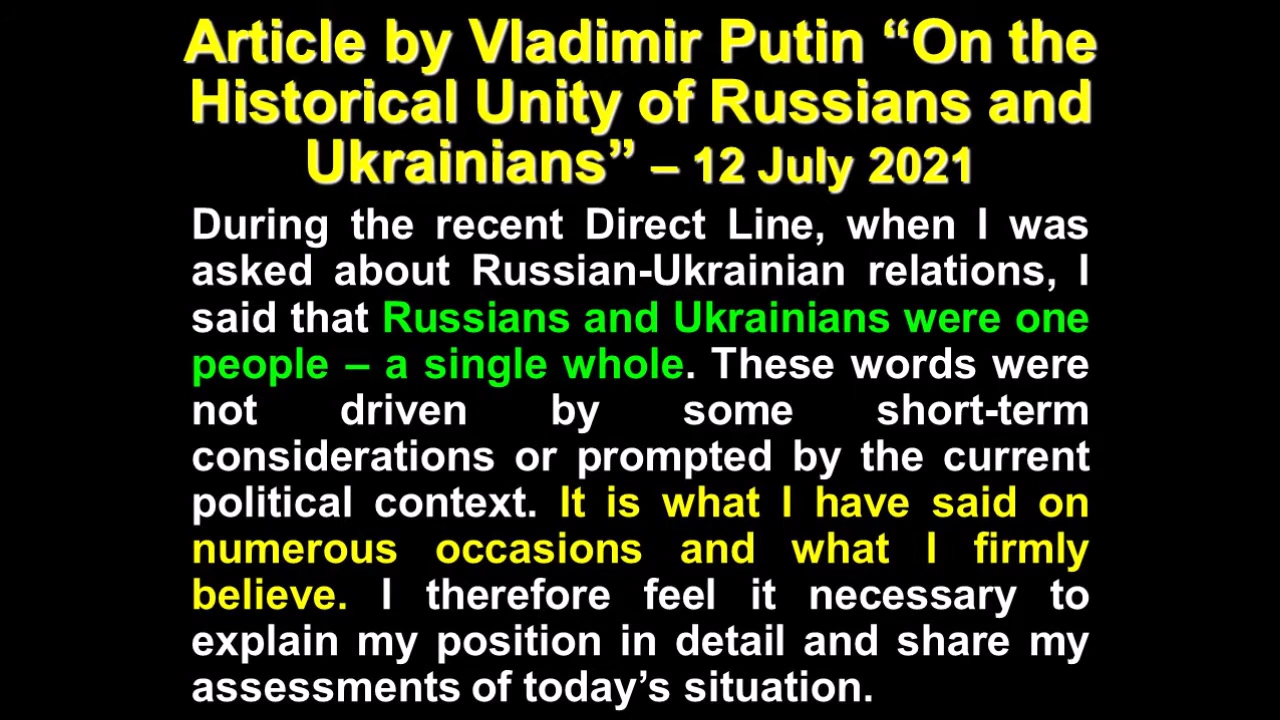 Article by Vladimir Putin “On the
Historical Unity of Russians and
Ukrainians” – 12 July 2021
During the recent Direct Line, when I was
asked about Russian-Ukrainian relations, I
said that Russians and Ukrainians were one
people – a single whole. These words were
not driven by some short-term
considerations or prompted by the current
political context. It is what I have said on
numerous occasions and what I firmly
believe. I therefore feel it necessary to
explain my position in detail and share my
assessments of today’s situation.